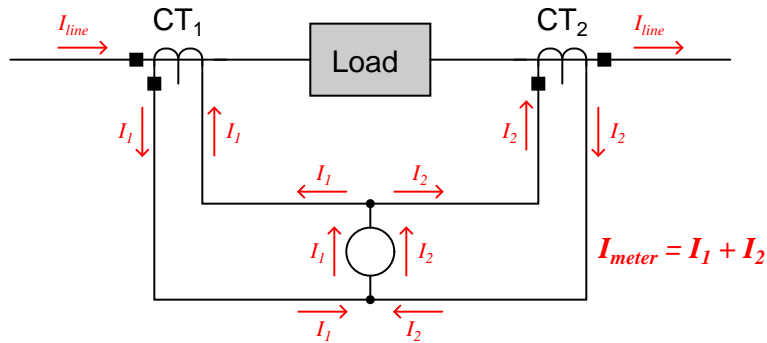 CT1 CT2
Iline Iline
Load
I1 I1 I2 I2
I1 I2
I1 I2
Imeter = I1 + I2
I1 I2